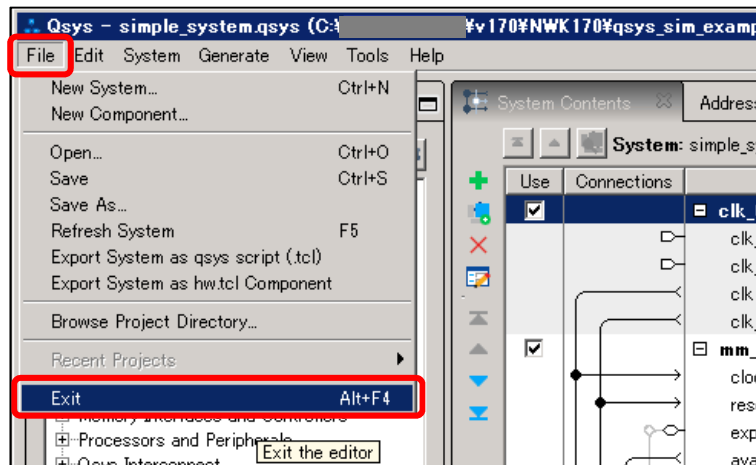 Qsys - simple_system.qsys (C:¥ ¥v170¥NWK170¥qsys_sim_examp
File Edit System Generate View Tools Help
New System... Ctrl+N
New Component...
Open... Ctrl+O
Save Ctrl+S
Save As...
Refresh System F5
Export System as qsys script (.tcl)
Export System as hw.tcl Component
Browse Project Directory...
Recent Projects
Exit Alt+F4
Processors and Peripherals
Exit the editor
System Contents Address
System: simple_s
Use Connections
clk_
clk_
clk_
clk
clk_
mm_
cloc
res
exp
ava